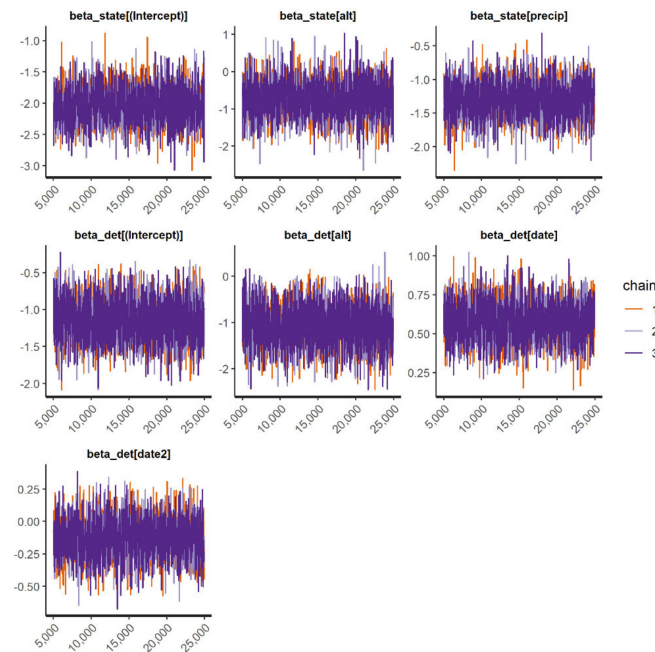 beta_state[(Intercept)] beta_state[alt] beta_state[precip]
-1.0 1 -0.5
-1.5 0 -1.0
-2.0 -1 -1.5
-2.5 -2 -2.0
-3.0
5,000 10,000 15,000 20,000 25,000 5,000 10,000 15,000 20,000 25,000 5,000 10,000 15,000 20,000 25,000
beta_det[(Intercept)] beta_det[alt] beta_det[date]
-0.5 0 1.00
-1.0 -1 0.75
-1.5 -2 0.50
-2.0 0.25
5,000 10,000 15,000 20,000 25,000 5,000 10,000 15,000 20,000 25,000 5,000 10,000 15,000 20,000 25,000
chain
1
2
3
beta_det[date2]
0.25
0.00
-0.25
-0.50
5,000 10,000 15,000 20,000 25,000